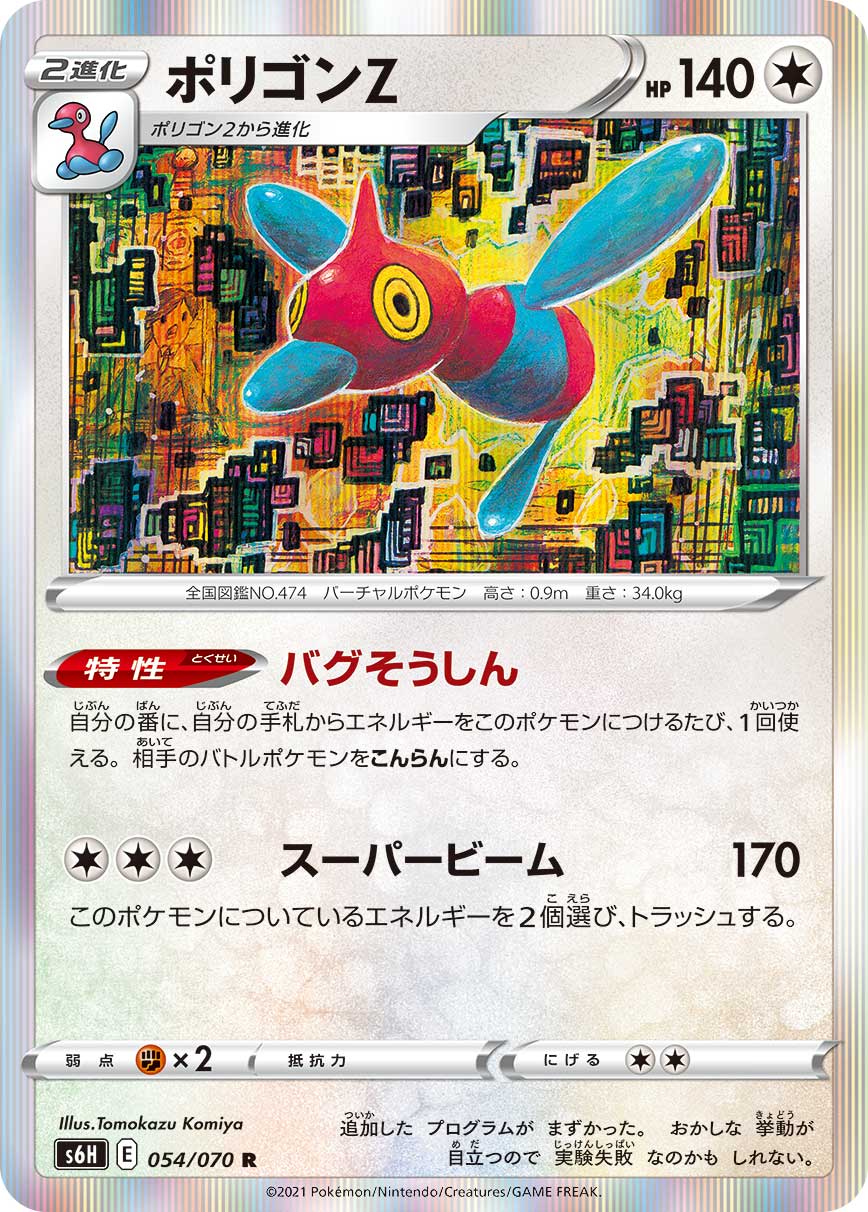 2進化
ポリゴンZ
HP 140
ポリゴン2から進化
全国図鑑NO.474 バーチャルポケモン 高さ:0.9m 重さ:34.0kg
特性 とくせい バグそうしん
じぶん ばん じぶん てふだ かいつか
自分の番に、自分の手札からエネルギーをこのポケモンにつけるたび、1回使
あいて
える。相手のバトルポケモンをこんらんにする。
スーパービーム 170
こ えら
このポケモンについているエネルギーを2個選び、トラッシュする。
弱点 ×2 抵抗力 にげる
Illus.Tomokazu Komiya
ついか きょどう
追加した プログラムが まずかった。 おかしな 挙動が
め だ じっけんしっぱい
目立つので 実験失敗 なのかも しれない。
s6H E 054/070 R
©2021 Pokémon/Nintendo/Creatures/GAME FREAK.